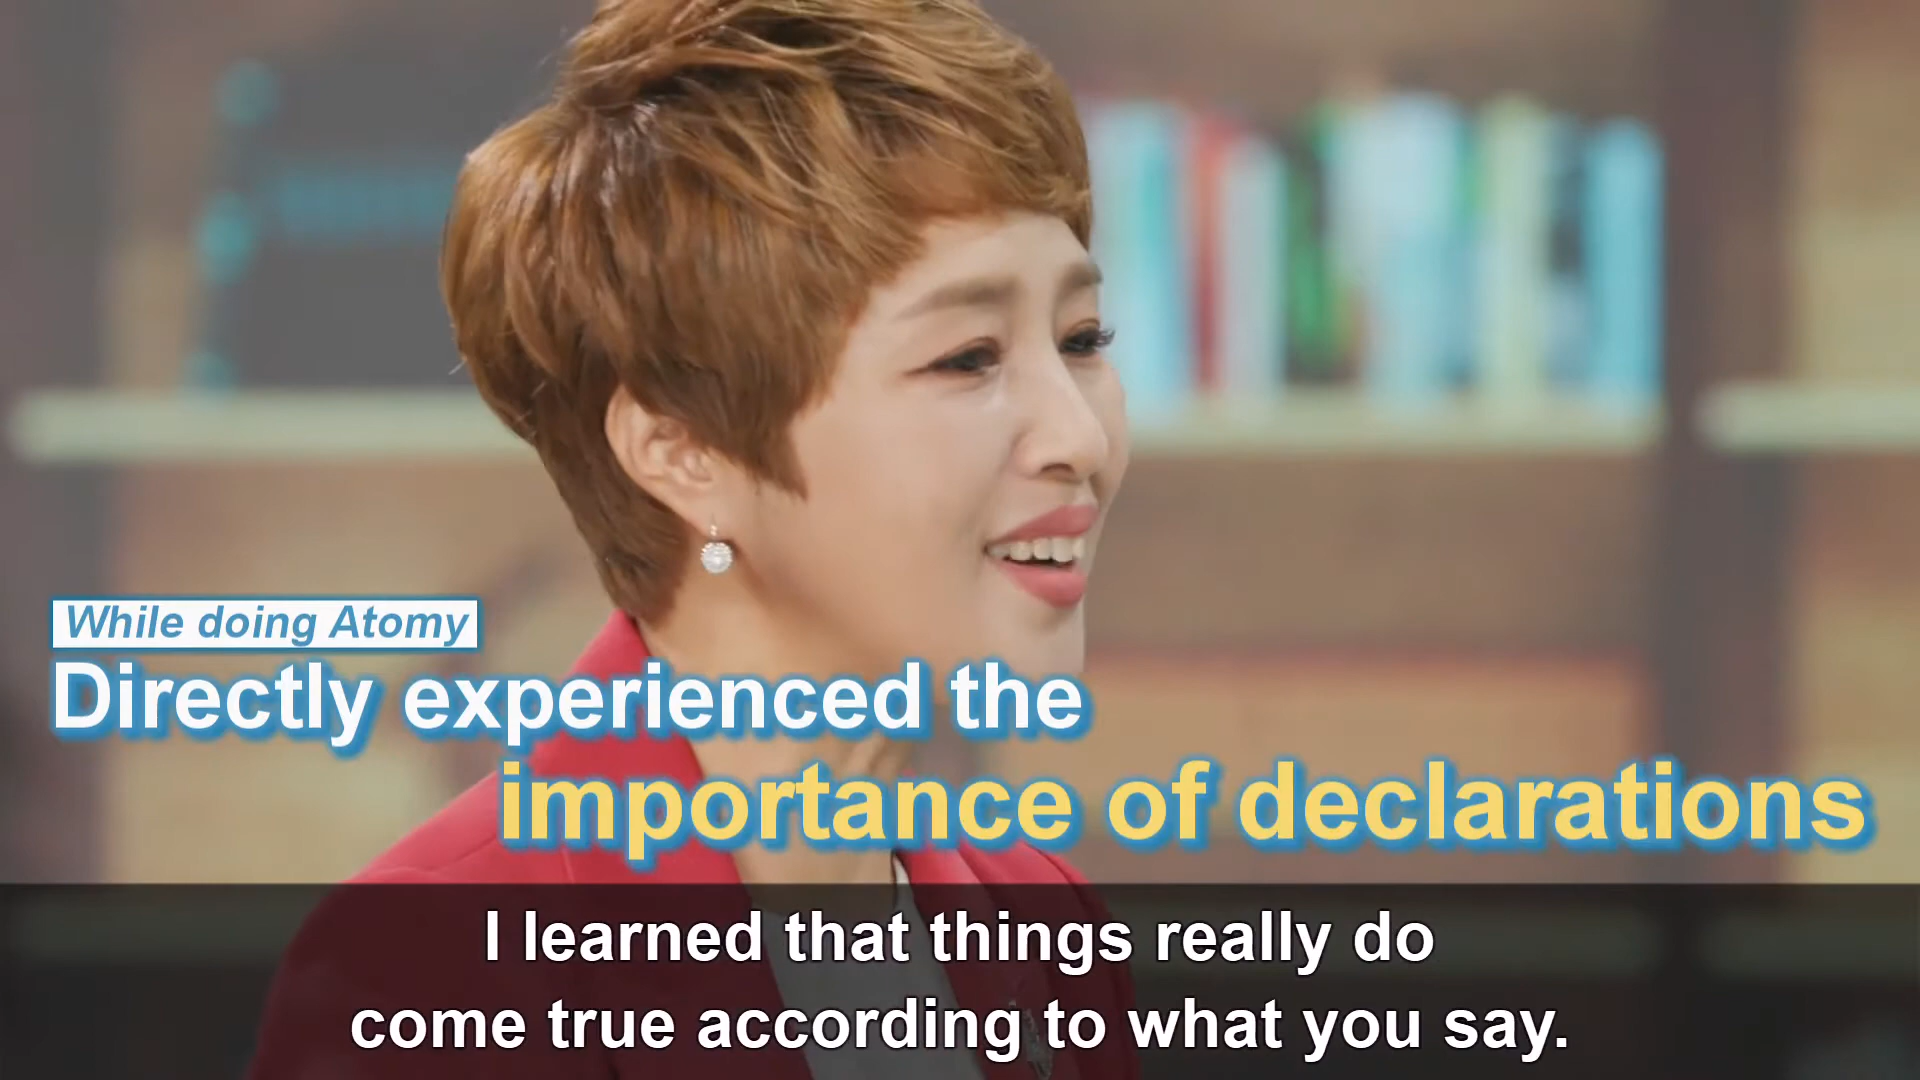 While doing Atomy
Directly experienced the
importance of declarations
I learned that things really do
come true according to what you say.